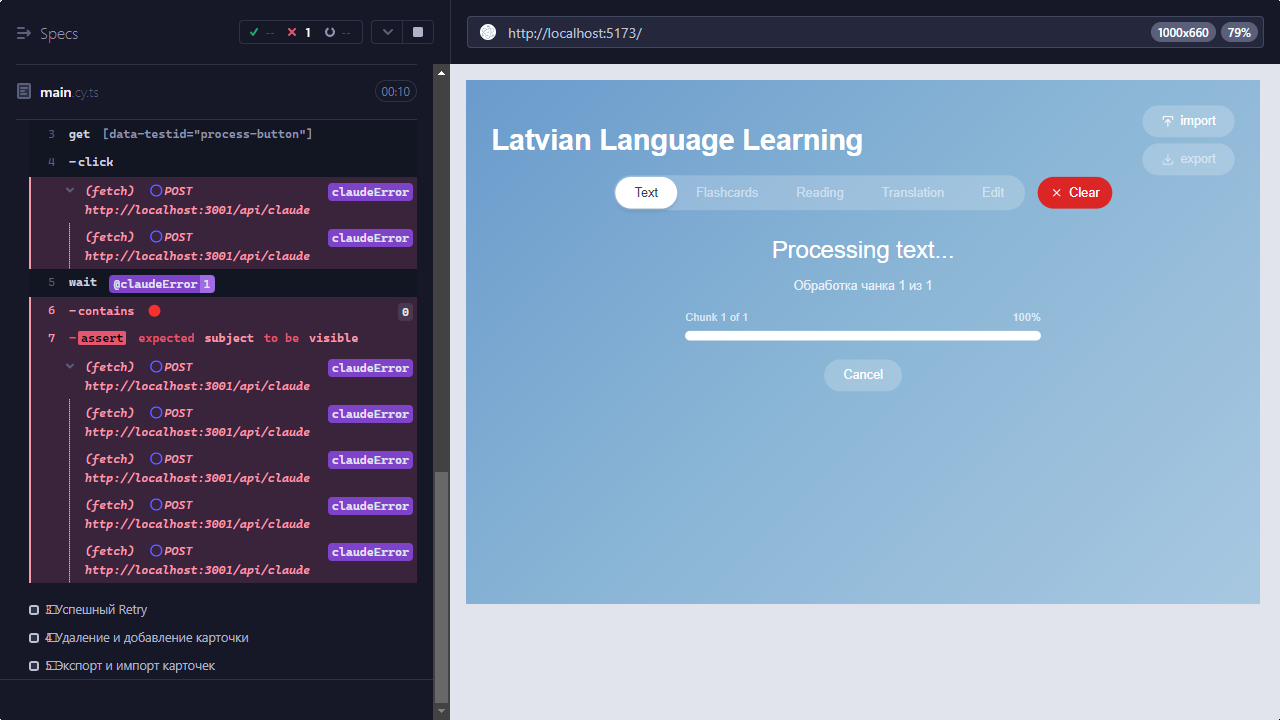 Specs
--
1
--
http://localhost:5173/
1000x660
79%
main.cy.ts
00:10
3 get [data-testid="process-button"]
4 -click
(fetch) POST claudeError
http://localhost:3001/api/claude
(fetch) POST claudeError
http://localhost:3001/api/claude
5 wait @claudeError 1
6 -contains 0
7 -assert expected subject to be visible
(fetch) POST claudeError
http://localhost:3001/api/claude
(fetch) POST claudeError
http://localhost:3001/api/claude
(fetch) POST claudeError
http://localhost:3001/api/claude
(fetch) POST claudeError
http://localhost:3001/api/claude
(fetch) POST claudeError
http://localhost:3001/api/claude
3 Успешный Retry
4 Удаление и добавление карточки
5 Экспорт и импорт карточек
Latvian Language Learning
import
export
Text Flashcards Reading Translation Edit
Clear
Processing text...
Обработка чанка 1 из 1
Chunk 1 of 1 100%
Cancel